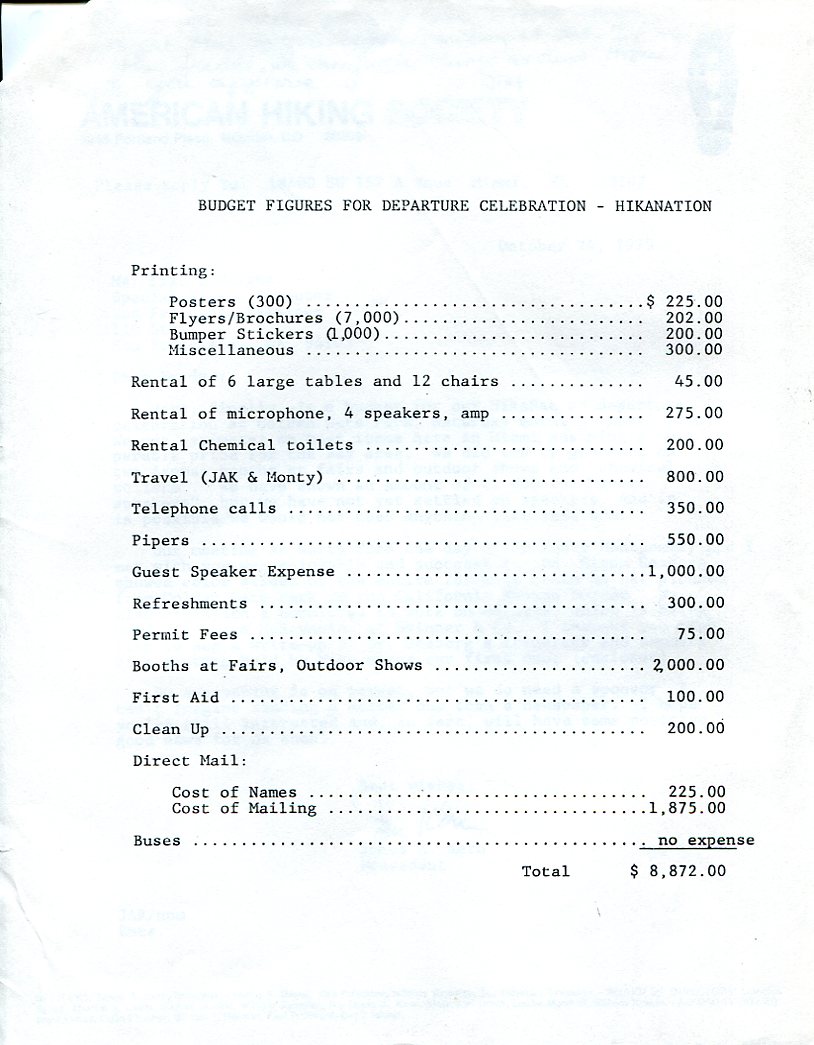 AMERICAN HIKING SOCIETY
BUDGET FIGURES FOR DEPARTURE CELEBRATION - HIKANATION
Printing:
Posters (300) ...................................$ 225.00
Flyers/Brochures (7,000)......................... 202.00
Bumper Stickers (1,000)........................... 200.00
Miscellaneous ................................... 300.00
Rental of 6 large tables and 12 chairs .............. 45.00
Rental of microphone, 4 speakers, amp ............... 275.00
Rental Chemical toilets ............................. 200.00
Travel (JAK & Monty) ................................ 800.00
Telephone calls ..................................... 350.00
Pipers .............................................. 550.00
Guest Speaker Expense ...............................1,000.00
Refreshments ........................................ 300.00
Permit Fees ......................................... 75.00
Booths at Fairs, Outdoor Shows ...................... 2,000.00
First Aid ........................................... 100.00
Clean Up ............................................ 200.00
Direct Mail:
Cost of Names ................................... 225.00
Cost of Mailing .................................1,875.00
Buses ............................................... no expense
Total $ 8,872.00